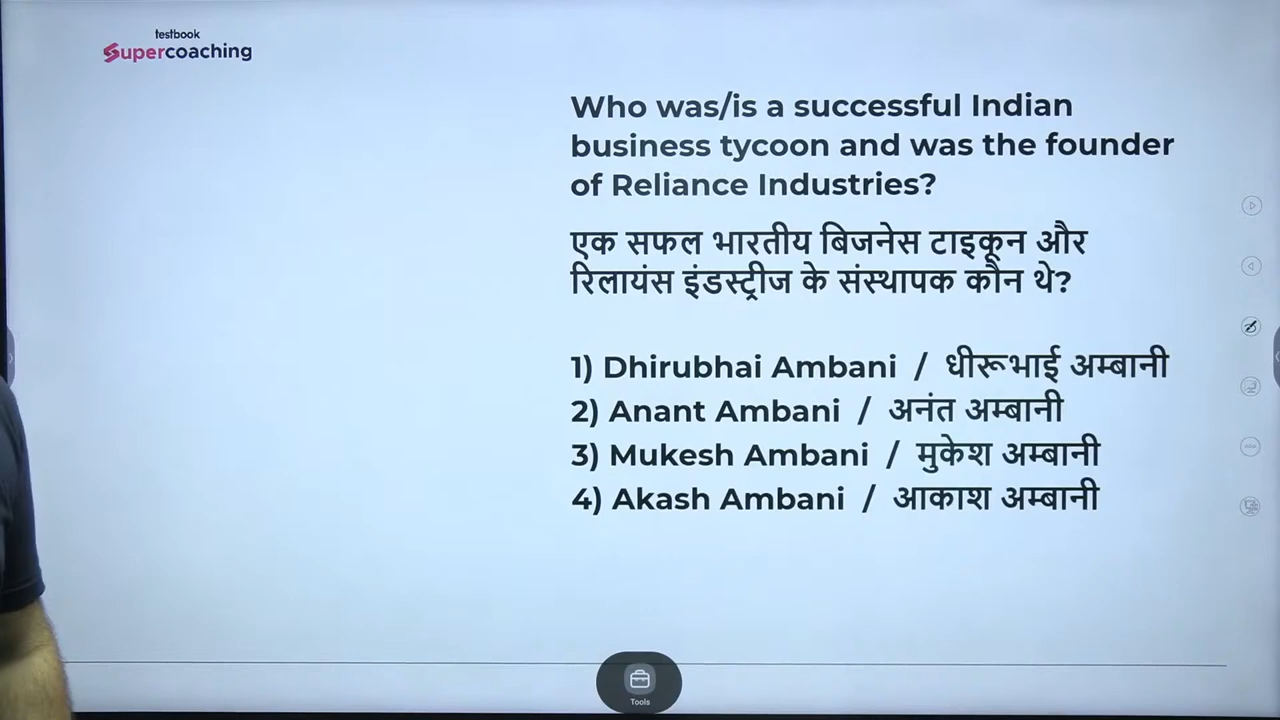 testbook
Supercoaching
Who was/is a successful Indian
business tycoon and was the founder
of Reliance Industries?
एक सफल भारतीय बिजनेस टाइकून और
रिलायंस इंडस्ट्रीज के संस्थापक कौन थे?
1) Dhirubhai Ambani / धीरूभाई अम्बानी
2) Anant Ambani / अनंत अम्बानी
3) Mukesh Ambani / मुकेश अम्बानी
4) Akash Ambani / आकाश अम्बानी
Tools